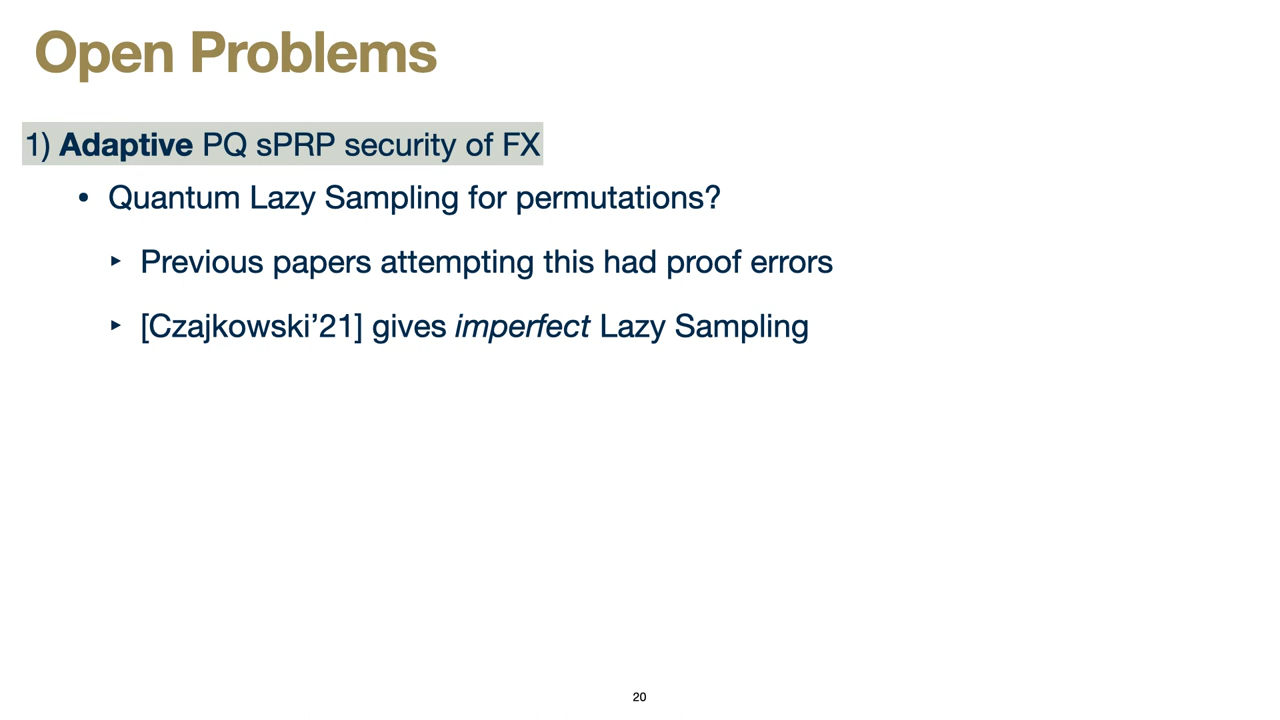 Open Problems
1) Adaptive PQ sPRP security of FX
• Quantum Lazy Sampling for permutations?
‣ Previous papers attempting this had proof errors
‣ [Czajkowski’21] gives imperfect Lazy Sampling
20